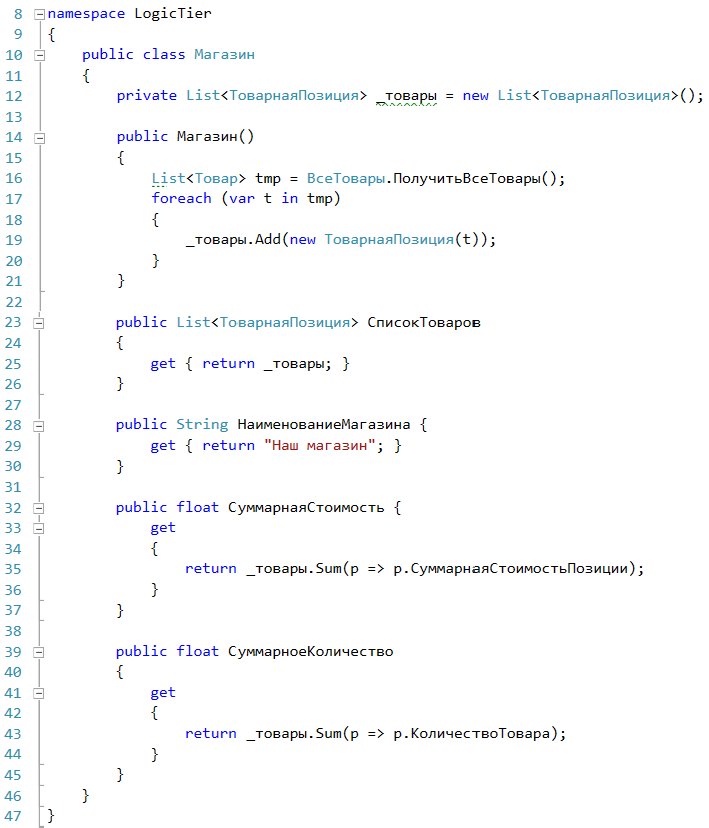 8 namespace LogicTier
9 {
10 public class Магазин
11 {
12 private List<ТоварнаяПозиция> _товары = new List<ТоварнаяПозиция>();
13
14 public Магазин()
15 {
16 List<Товар> tmp = ВсеТовары.ПолучитьВсеТовары();
17 foreach (var t in tmp)
18 {
19 _товары.Add(new ТоварнаяПозиция(t));
20 }
21 }
22
23 public List<ТоварнаяПозиция> СписокТоваров
24 {
25 get { return _товары; }
26 }
27
28 public String НаименованиеМагазина {
29 get { return "Наш магазин"; }
30 }
31
32 public float СуммарнаяСтоимость {
33 get
34 {
35 return _товары.Sum(p => p.СуммарнаяСтоимостьПозиции);
36 }
37 }
38
39 public float СуммарноеКоличество
40 {
41 get
42 {
43 return _товары.Sum(p => p.КоличествоТовара);
44 }
45 }
46 }
47 }